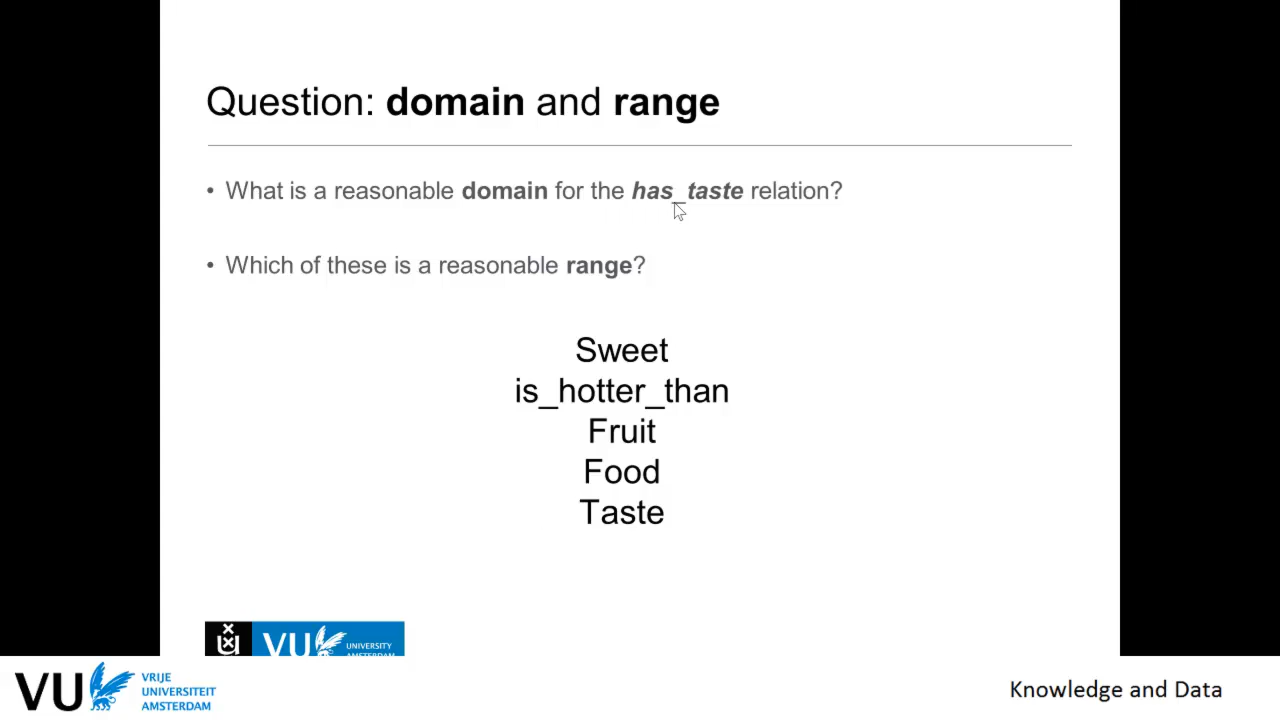 Question: domain and range
• What is a reasonable domain for the has_taste relation?
• Which of these is a reasonable range?
Sweet
is_hotter_than
Fruit
Food
Taste
VU UNIVERSITY
AMSTERDAM
VU VRIJE
UNIVERSITEIT
AMSTERDAM
Knowledge and Data